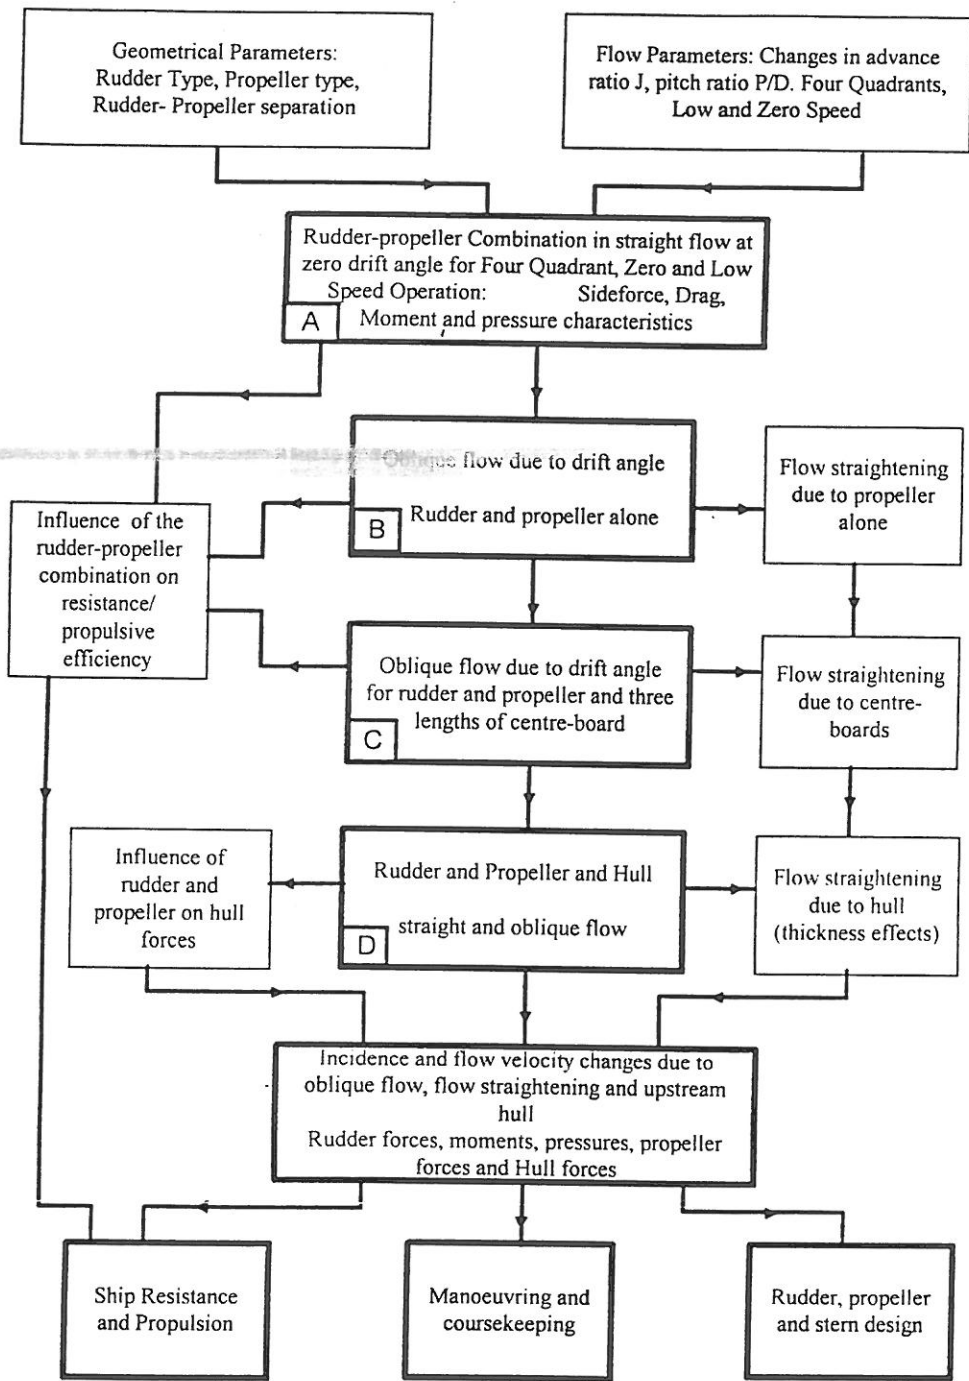 Geometrical Parameters:
Rudder Type, Propeller type,
Rudder- Propeller separation
Flow Parameters: Changes in advance
ratio J, pitch ratio P/D. Four Quadrants,
Low and Zero Speed
Rudder-propeller Combination in straight flow at
zero drift angle for Four Quadrant, Zero and Low
Speed Operation: Sideforce, Drag,
Moment and pressure characteristics
A
Oblique flow due to drift angle
Rudder and propeller alone
B
Flow straightening
due to propeller
alone
Influence of the
rudder-propeller
combination on
resistance/
propulsive
efficiency
Oblique flow due to drift angle
for rudder and propeller and three
lengths of centre-board
C
Flow straightening
due to centre-
boards
Influence of
rudder and
propeller on hull
forces
Rudder and Propeller and Hull
straight and oblique flow
D
Flow straightening
due to hull
(thickness effects)
Incidence and flow velocity changes due to
oblique flow, flow straightening and upstream
hull
Rudder forces, moments, pressures, propeller
forces and Hull forces
Ship Resistance
and Propulsion
Manoeuvring and
coursekeeping
Rudder, propeller
and stern design